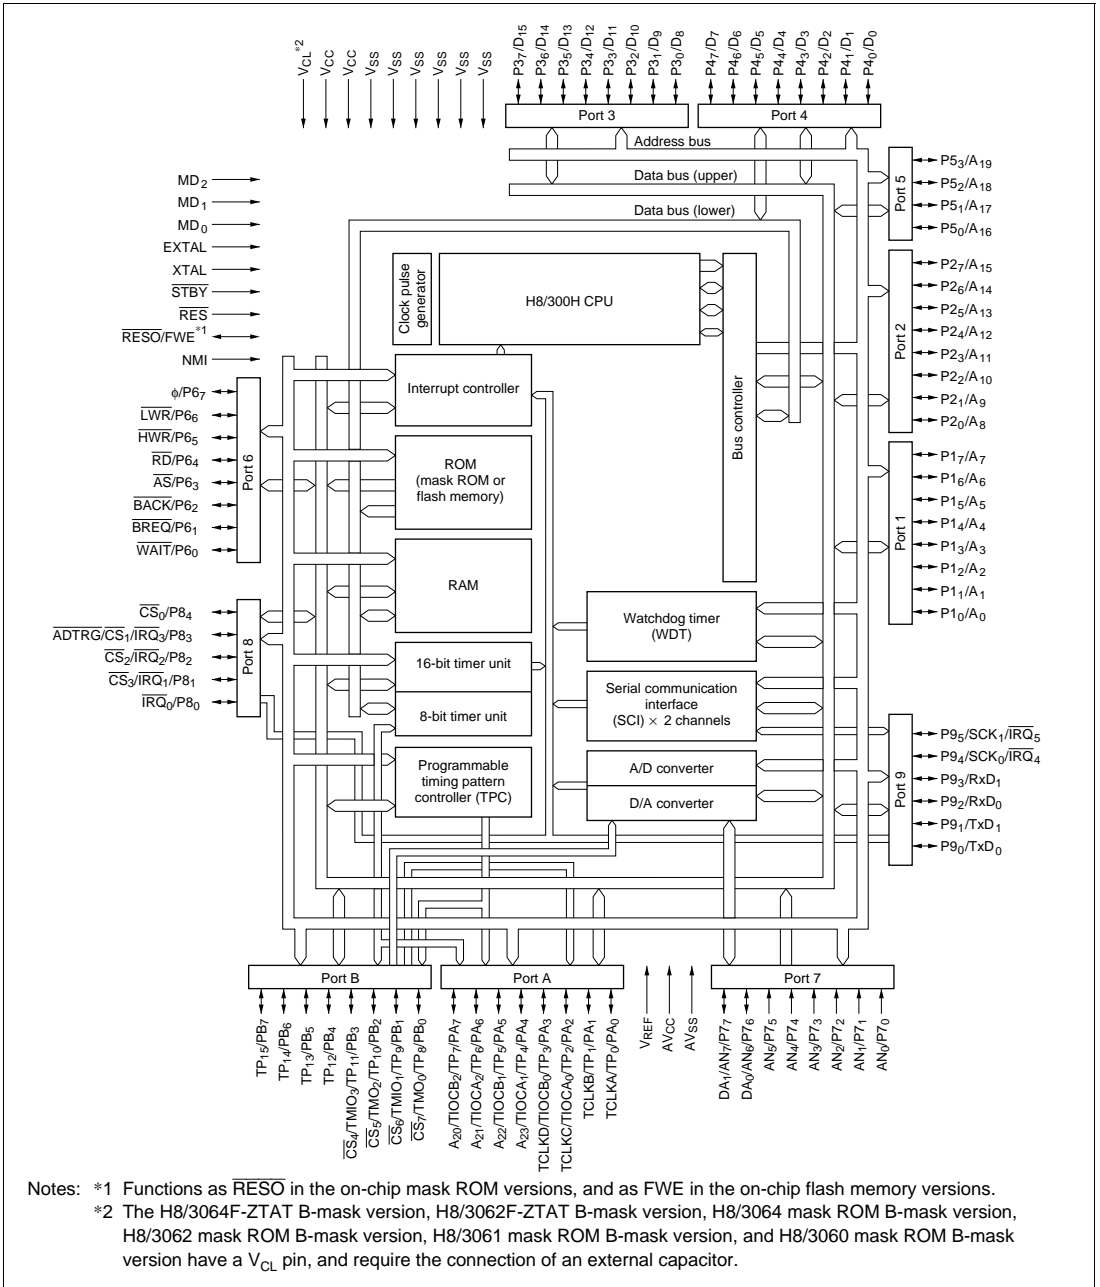 VCL*2
VCC
VCC
VSS
VSS
VSS
VSS
VSS
VSS
P37/D15
P36/D14
P35/D13
P34/D12
P33/D11
P32/D10
P31/D9
P30/D8
P47/D7
P46/D6
P45/D5
P44/D4
P43/D3
P42/D2
P41/D1
P40/D0
Port 3
Port 4
Address bus
Data bus (upper)
Data bus (lower)
MD2
MD1
MD0
EXTAL
XTAL
STBY
RES
RESO/FWE*1
NMI
Port 5
P53/A19
P52/A18
P51/A17
P50/A16
Clock pulse
generator
H8/300H CPU
Bus controller
Port 2
P27/A15
P26/A14
P25/A13
P24/A12
P23/A11
P22/A10
P21/A9
P20/A8
Interrupt controller
ϕ/P67
LWR/P66
HWR/P65
RD/P64
AS/P63
BACK/P62
BREQ/P61
WAIT/P60
Port 6
ROM
(mask ROM or
flash memory)
Port 1
P17/A7
P16/A6
P15/A5
P14/A4
P13/A3
P12/A2
P11/A1
P10/A0
RAM
CS0/P84
ADTRG/CS1/IRQ3/P83
CS2/IRQ2/P82
CS3/IRQ1/P81
IRQ0/P80
Port 8
Watchdog timer
(WDT)
16-bit timer unit
8-bit timer unit
Serial communication
interface
(SCI) × 2 channels
Programmable
timing pattern
controller (TPC)
A/D converter
D/A converter
Port 9
P95/SCK1/IRQ5
P94/SCK0/IRQ4
P93/RxD1
P92/RxD0
P91/TxD1
P90/TxD0
Port B
Port A
Port 7
TP15/PB7
TP14/PB6
TP13/PB5
TP12/PB4
CS4/TMIO3/TP11/PB3
CS5/TMO2/TP10/PB2
CS6/TMIO1/TP9/PB1
CS7/TMO0/TP8/PB0
A20/TIOCB2/TP7/PA7
A21/TIOCA2/TP6/PA6
A22/TIOCB1/TP5/PA5
A23/TIOCA1/TP4/PA4
TCLKD/TIOCB0/TP3/PA3
TCLKC/TIOCA0/TP2/PA2
TCLKB/TP1/PA1
TCLKA/TP0/PA0
VREF
AVCC
AVSS
DA1/AN7/P77
DA0/AN6/P76
AN5/P75
AN4/P74
AN3/P73
AN2/P72
AN1/P71
AN0/P70
Notes: *1 Functions as RESO in the on-chip mask ROM versions, and as FWE in the on-chip flash memory versions.
*2 The H8/3064F-ZTAT B-mask version, H8/3062F-ZTAT B-mask version, H8/3064 mask ROM B-mask version,
H8/3062 mask ROM B-mask version, H8/3061 mask ROM B-mask version, and H8/3060 mask ROM B-mask
version have a VCL pin, and require the connection of an external capacitor.